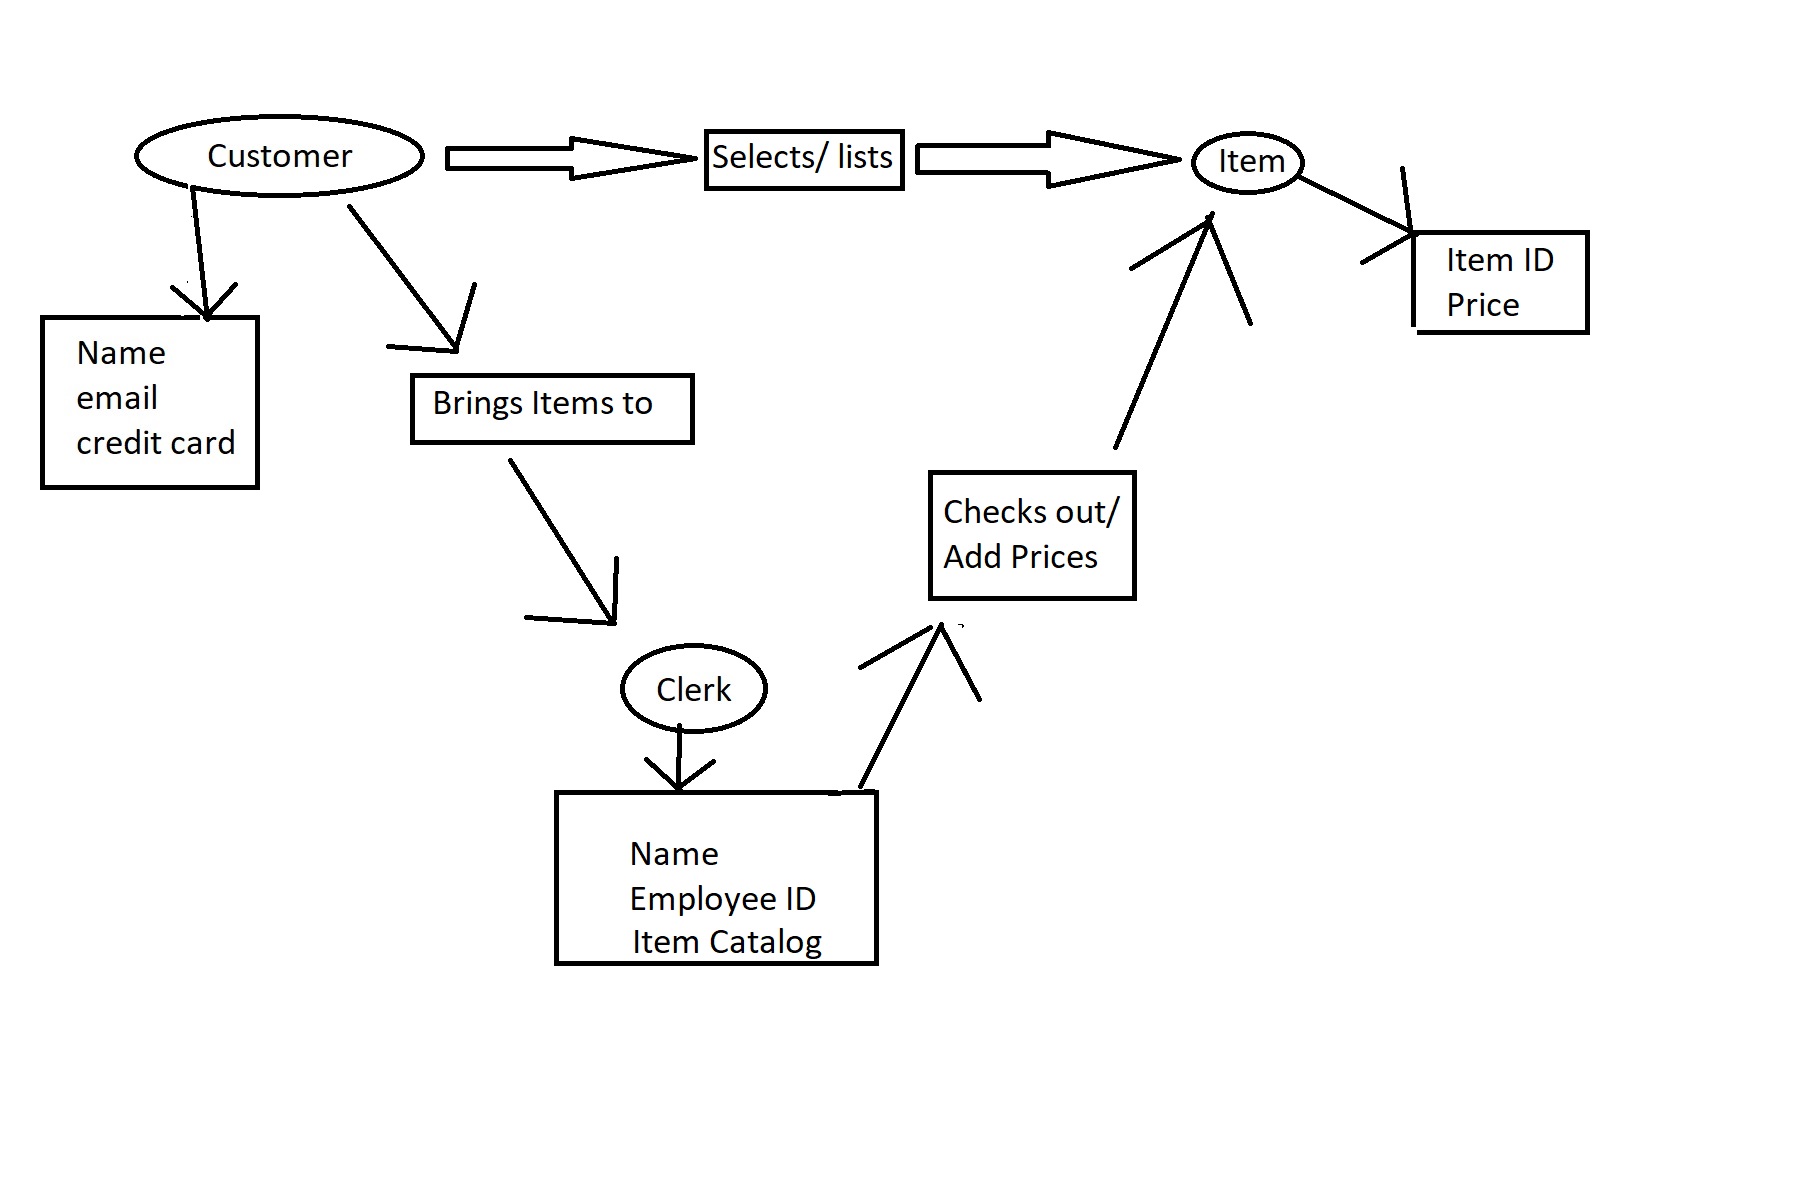 Customer
Selects/ lists
Item
Item ID
Price
Name
email
credit card
Brings Items to
Checks out/
Add Prices
Clerk
Name
Employee ID
Item Catalog